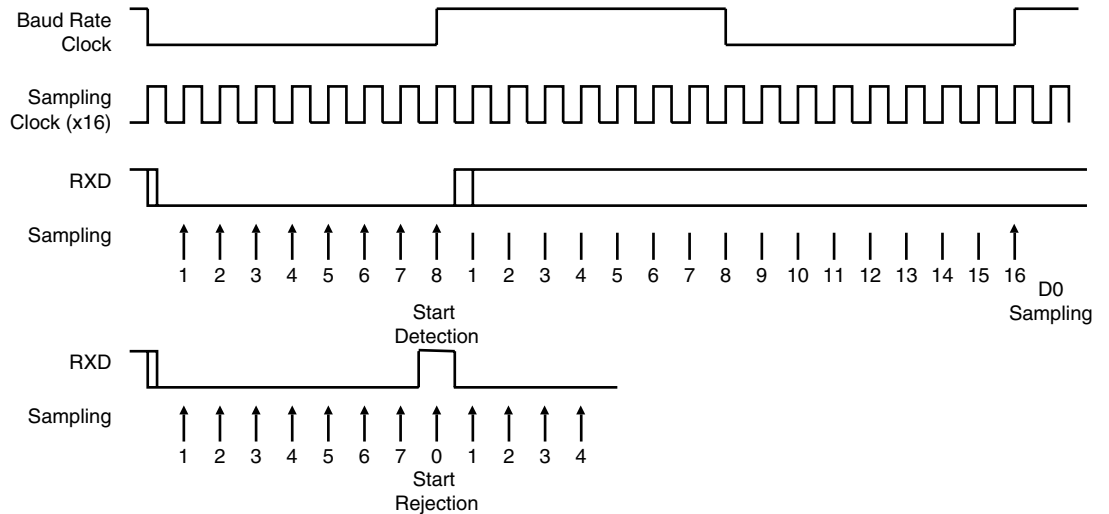 Baud Rate
Clock
Sampling
Clock (x16)
RXD
Sampling
1 2 3 4 5 6 7 8 1 2 3 4 5 6 7 8 9 10 11 12 13 14 15 16
D0
Sampling
Start
Detection
RXD
Sampling
1 2 3 4 5 6 7 0 1 2 3 4
Start
Rejection